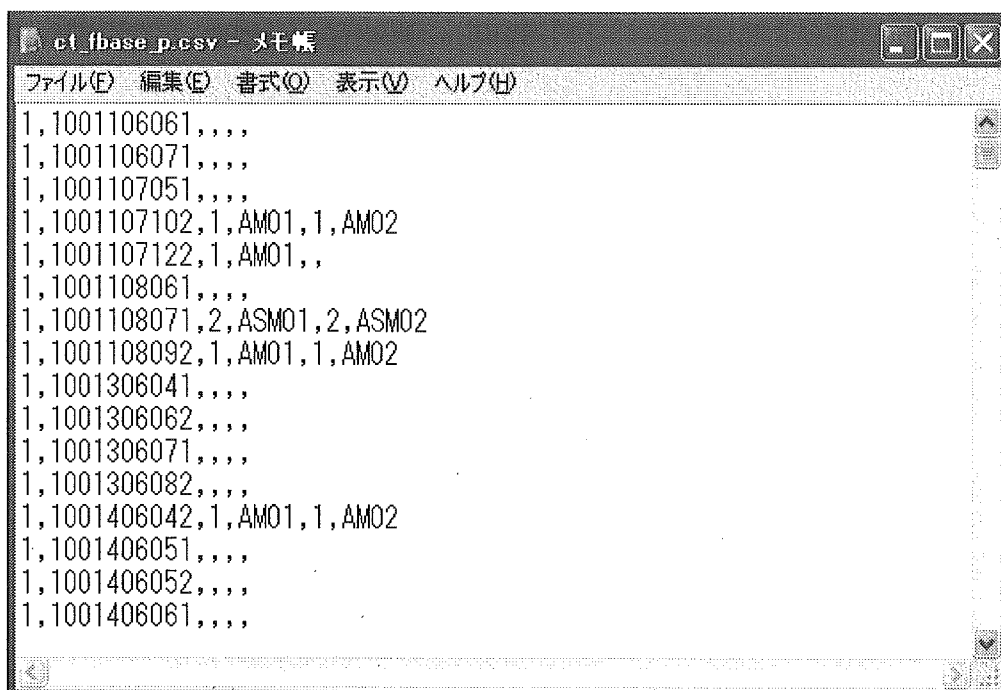 ct_fbase_p.csv - メモ帳
ファイル(F) 編集(E) 書式(O) 表示(V) ヘルプ(H)
1,1001106061,,,,
1,1001106071,,,,
1,1001107051,,,,
1,1001107102,1,AM01,1,AM02
1,1001107122,1,AM01,,
1,1001108061,,,,
1,1001108071,2,ASM01,2,ASM02
1,1001108092,1,AM01,1,AM02
1,1001306041,,,,
1,1001306062,,,,
1,1001306071,,,,
1,1001306082,,,,
1,1001406042,1,AM01,1,AM02
1,1001406051,,,,
1,1001406052,,,,
1,1001406061,,,,